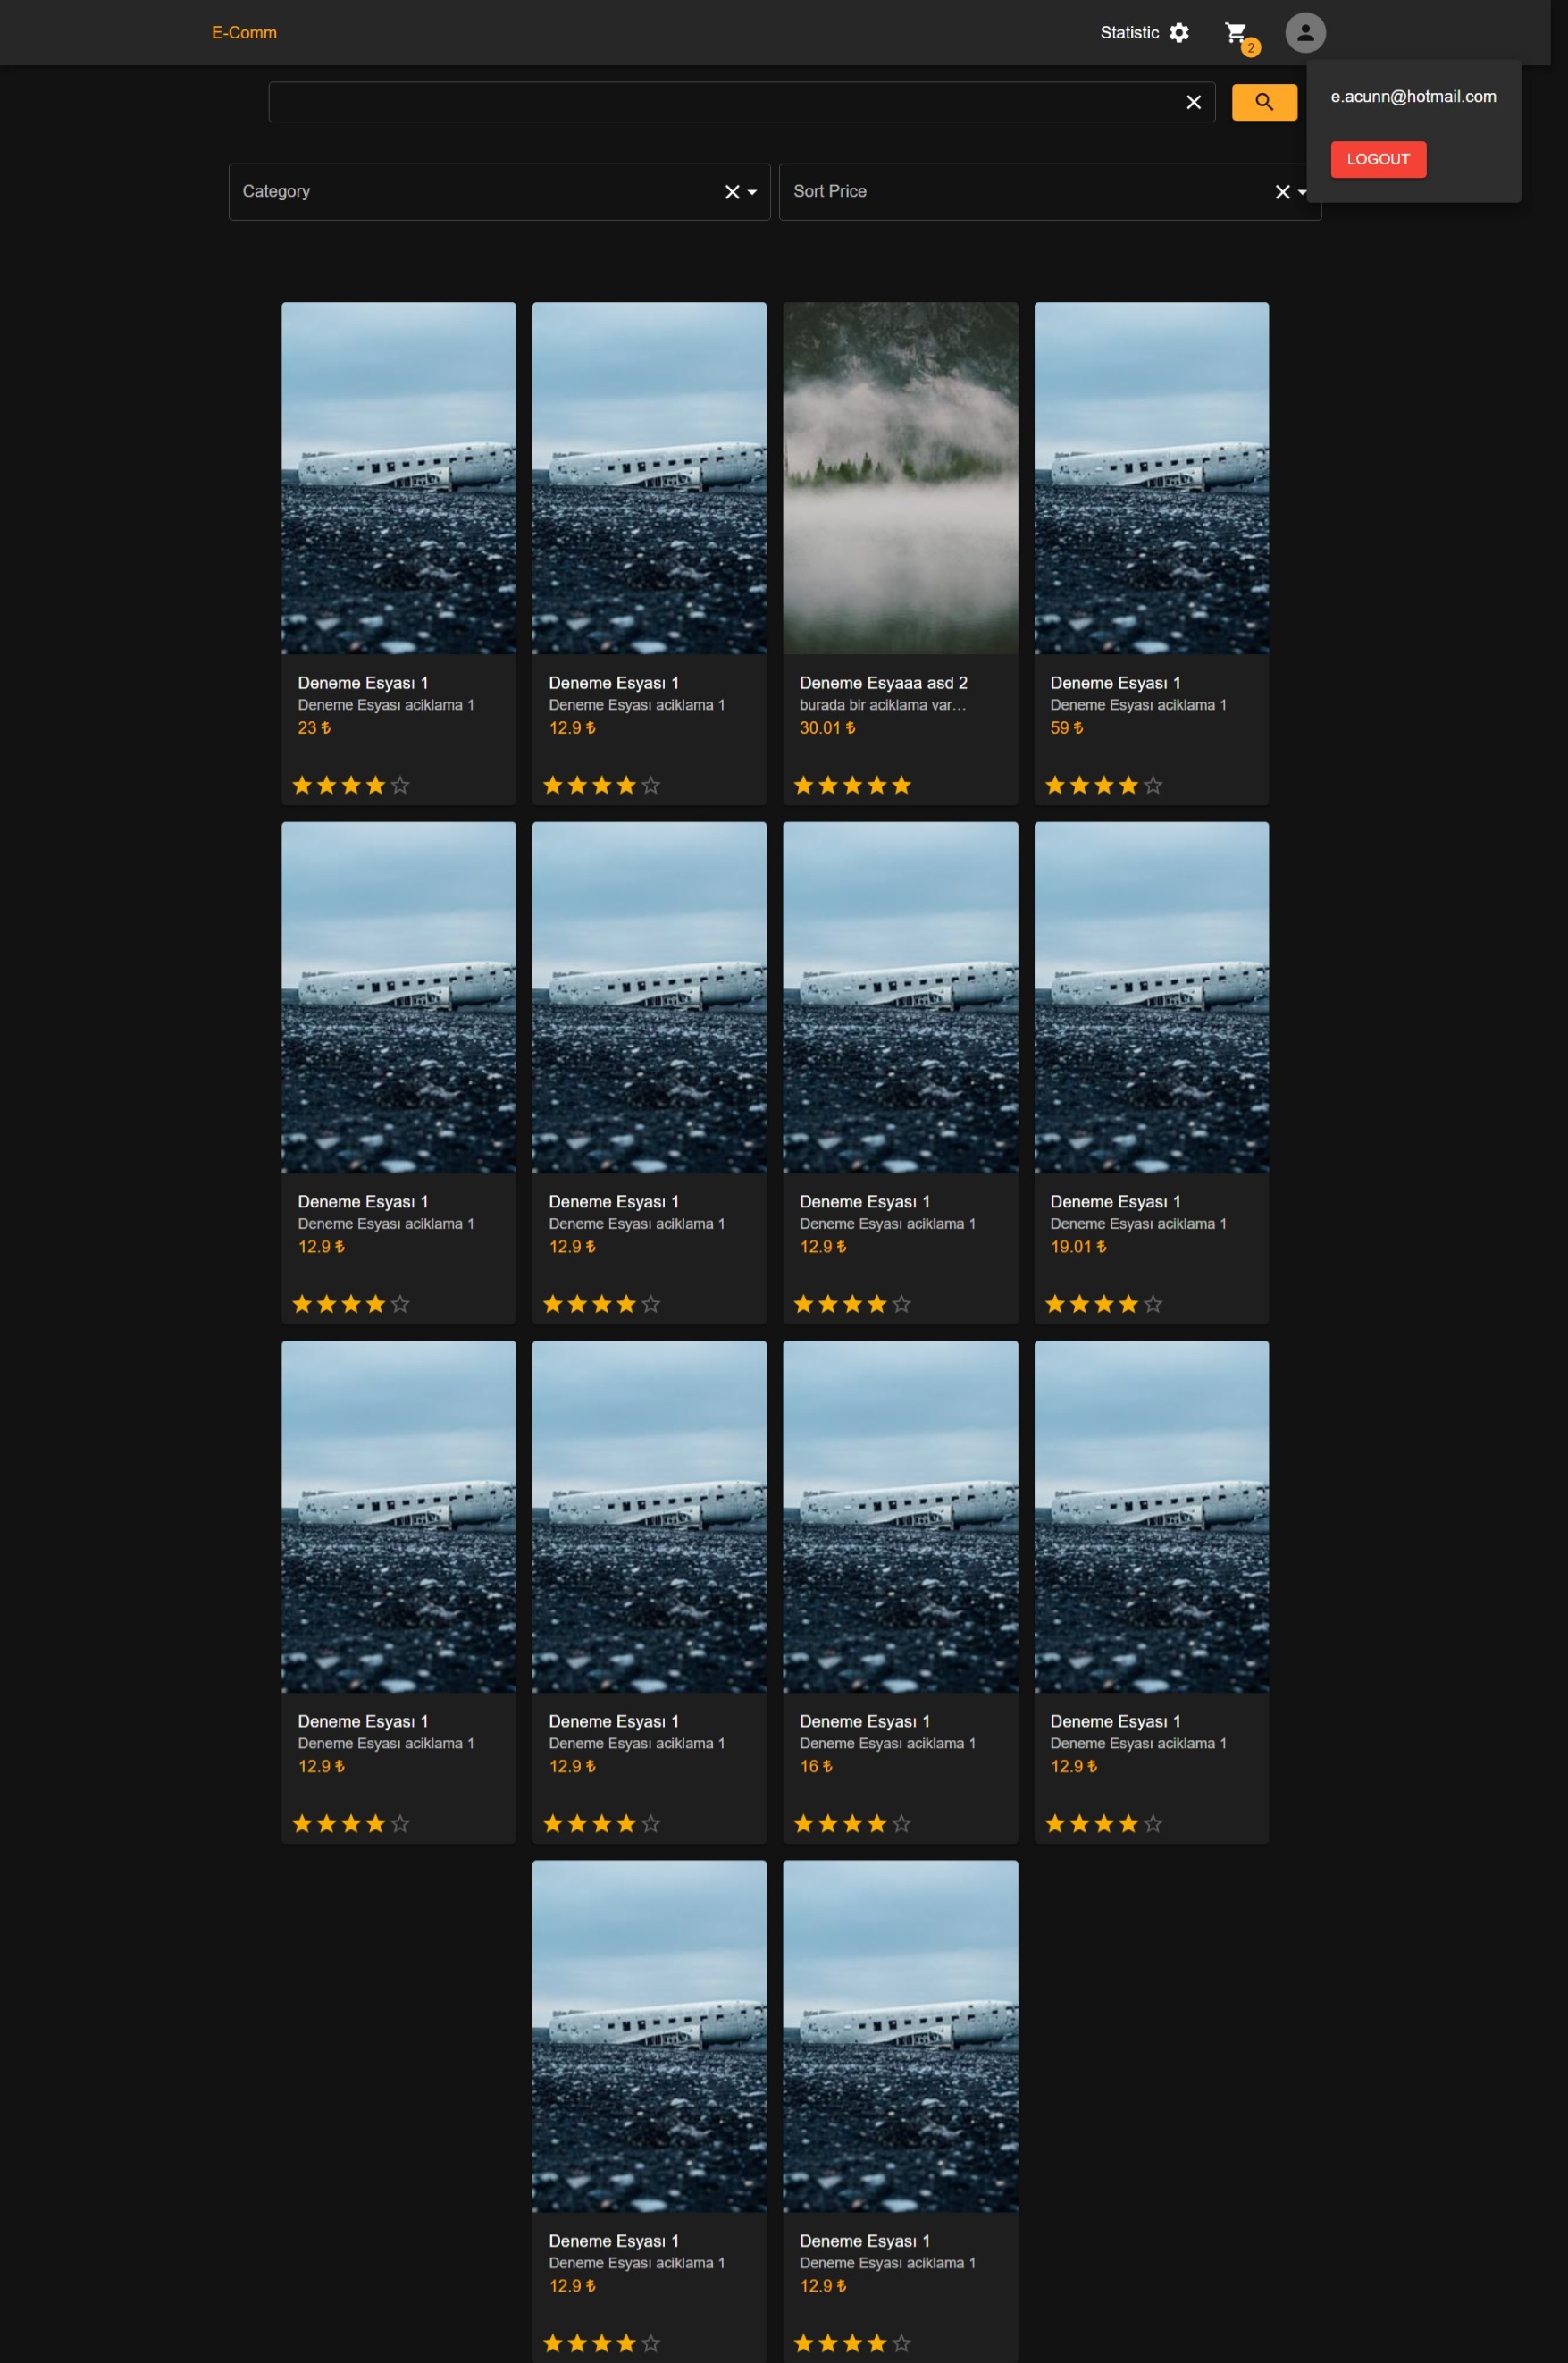 E-Comm
Statistic
2
e.acunn@hotmail.com
LOGOUT
Category
Sort Price
Deneme Esyası 1
Deneme Esyası aciklama 1
23 ₺
Deneme Esyası 1
Deneme Esyası aciklama 1
12.9 ₺
Deneme Esyaaa asd 2
burada bir aciklama var...
30.01 ₺
Deneme Esyası 1
Deneme Esyası aciklama 1
59 ₺
Deneme Esyası 1
Deneme Esyası aciklama 1
12.9 ₺
Deneme Esyası 1
Deneme Esyası aciklama 1
12.9 ₺
Deneme Esyası 1
Deneme Esyası aciklama 1
12.9 ₺
Deneme Esyası 1
Deneme Esyası aciklama 1
19.01 ₺
Deneme Esyası 1
Deneme Esyası aciklama 1
12.9 ₺
Deneme Esyası 1
Deneme Esyası aciklama 1
12.9 ₺
Deneme Esyası 1
Deneme Esyası aciklama 1
16 ₺
Deneme Esyası 1
Deneme Esyası aciklama 1
12.9 ₺
Deneme Esyası 1
Deneme Esyası aciklama 1
12.9 ₺
Deneme Esyası 1
Deneme Esyası aciklama 1
12.9 ₺